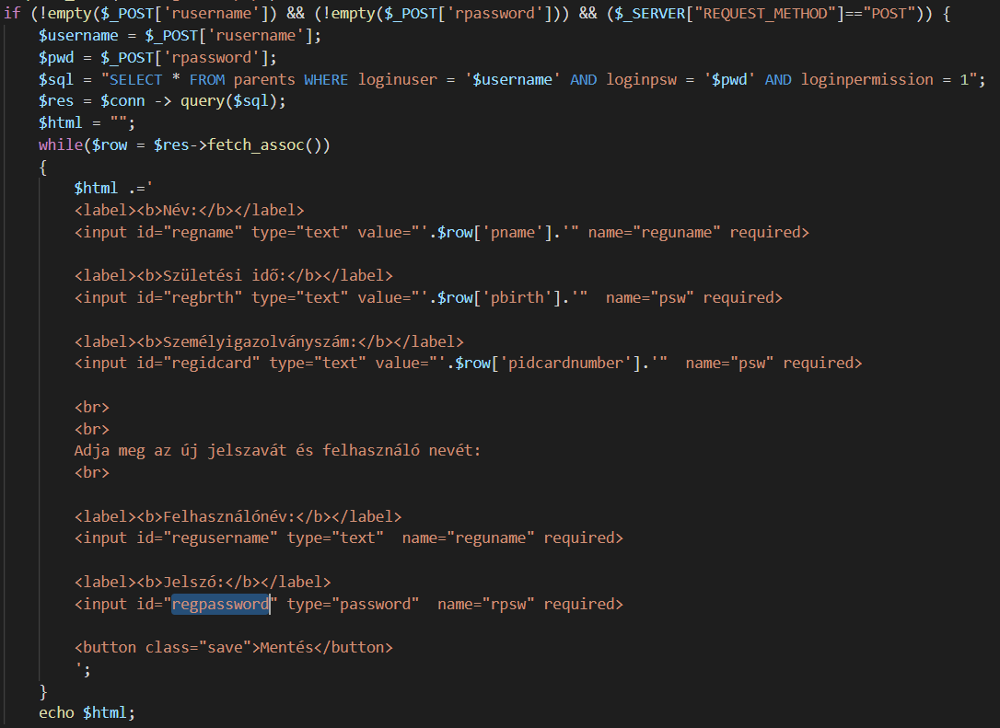 if (!empty($_POST['rusername']) && (!empty($_POST['rpassword'])) && ($_SERVER["REQUEST_METHOD"]=="POST")) {
$username = $_POST['rusername'];
$pwd = $_POST['rpassword'];
$sql = "SELECT * FROM parents WHERE loginuser = '$username' AND loginpsw = '$pwd' AND loginpermission = 1";
$res = $conn -> query($sql);
$html = "";
while($row = $res->fetch_assoc())
{
$html .='
<label><b>Név:</b></label>
<input id="regname" type="text" value="'.$row['pname'].'" name="reguname" required>
<label><b>Születési idő:</b></label>
<input id="regbrth" type="text" value="'.$row['pbirth'].'"  name="psw" required>
<label><b>Személyigazolványszám:</b></label>
<input id="regidcard" type="text" value="'.$row['pidcardnumber'].'"  name="psw" required>
<br>
<br>
Adja meg az új jelszavát és felhasználó nevét:
<br>
<label><b>Felhasználónév:</b></label>
<input id="regusername" type="text"  name="reguname" required>
<label><b>Jelszó:</b></label>
<input id="regpassword" type="password"  name="rpsw" required>
<button class="save">Mentés</button>
';
}
echo $html;